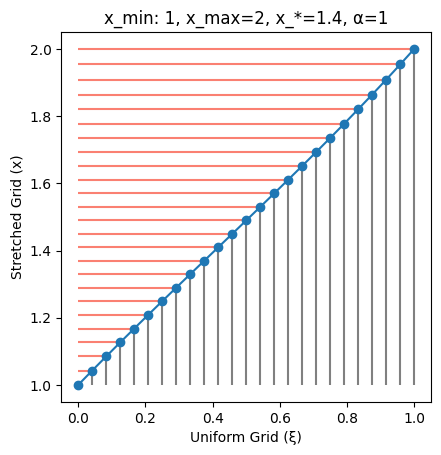 x_min: 1, x_max=2, x_*=1.4, α=1
Stretched Grid (x)
2.0
1.8
1.6
1.4
1.2
1.0
0.0 0.2 0.4 0.6 0.8 1.0
Uniform Grid (ξ)